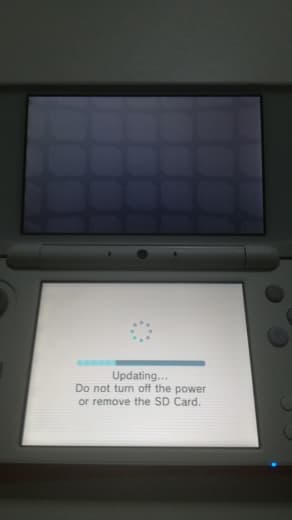 Updating...
Do not turn off the power
or remove the SD Card.